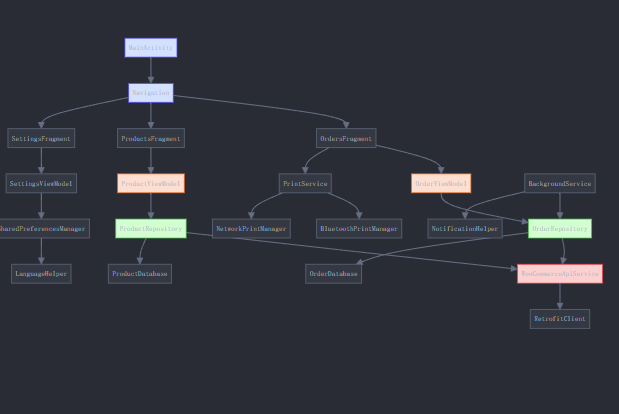 MainActivity
Navigation
SettingsFragment
ProductsFragment
OrdersFragment
SettingsViewModel
ProductViewModel
PrintService
OrderViewModel
BackgroundService
SharedPreferencesManager
ProductRepository
NetworkPrintManager
BluetoothPrintManager
NotificationHelper
OrderRepository
LanguageHelper
ProductDatabase
OrderDatabase
WooCommerceApiService
RetrofitClient